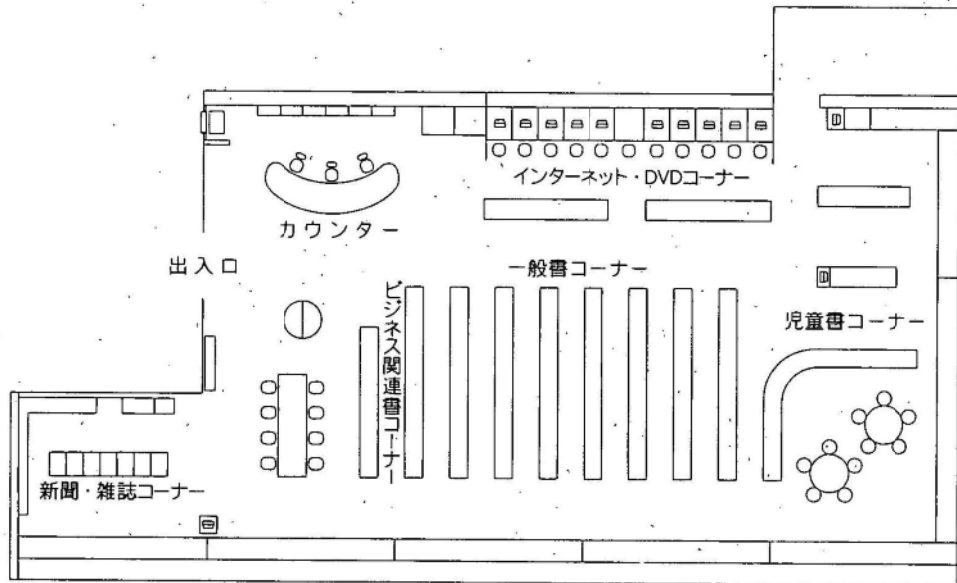 インターネット・DVDコーナー
カウンター
出入口
一般書コーナー
ビジネス関連書コーナー
児童書コーナー
新聞・雑誌コーナー